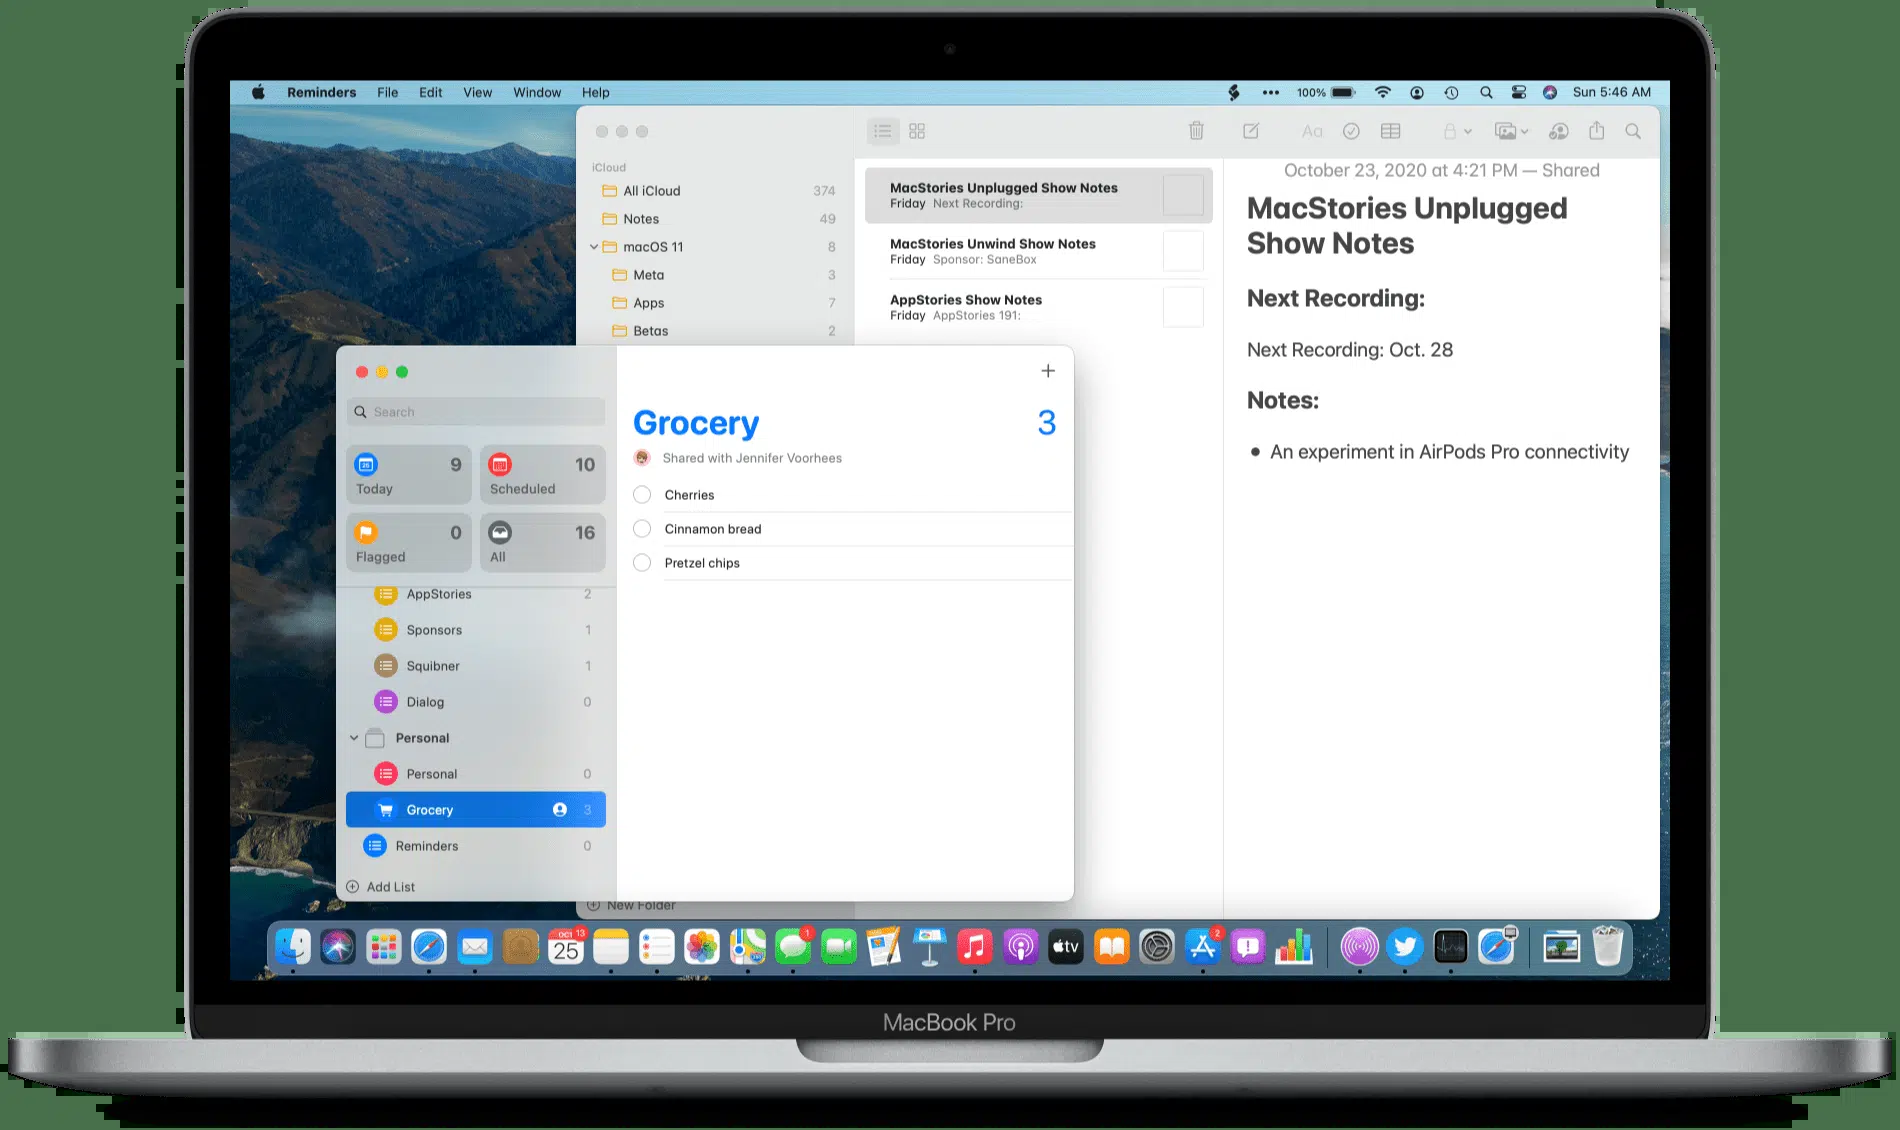 Reminders File Edit View Window Help
100% Sun 5:46 AM
iCloud
All iCloud 374
Notes 49
macOS 11 8
Meta 3
Apps 7
Betas 2
New Folder
MacStories Unplugged Show Notes
Friday Next Recording:
MacStories Unwind Show Notes
Friday Sponsor: SaneBox
AppStories Show Notes
Friday AppStories 191:
Aa
October 23, 2020 at 4:21 PM — Shared
MacStories Unplugged
Show Notes
Next Recording:
Next Recording: Oct. 28
Notes:
• An experiment in AirPods Pro connectivity
Search
9
Today
10
Scheduled
0
Flagged
16
All
AppStories 2
Sponsors 1
Squibner 1
Dialog 0
Personal
Personal 0
Grocery 3
Reminders 0
Add List
Grocery 3
Shared with Jennifer Voorhees
Cherries
Cinnamon bread
Pretzel chips
OCT 13
25
1
tv
2
MacBook Pro